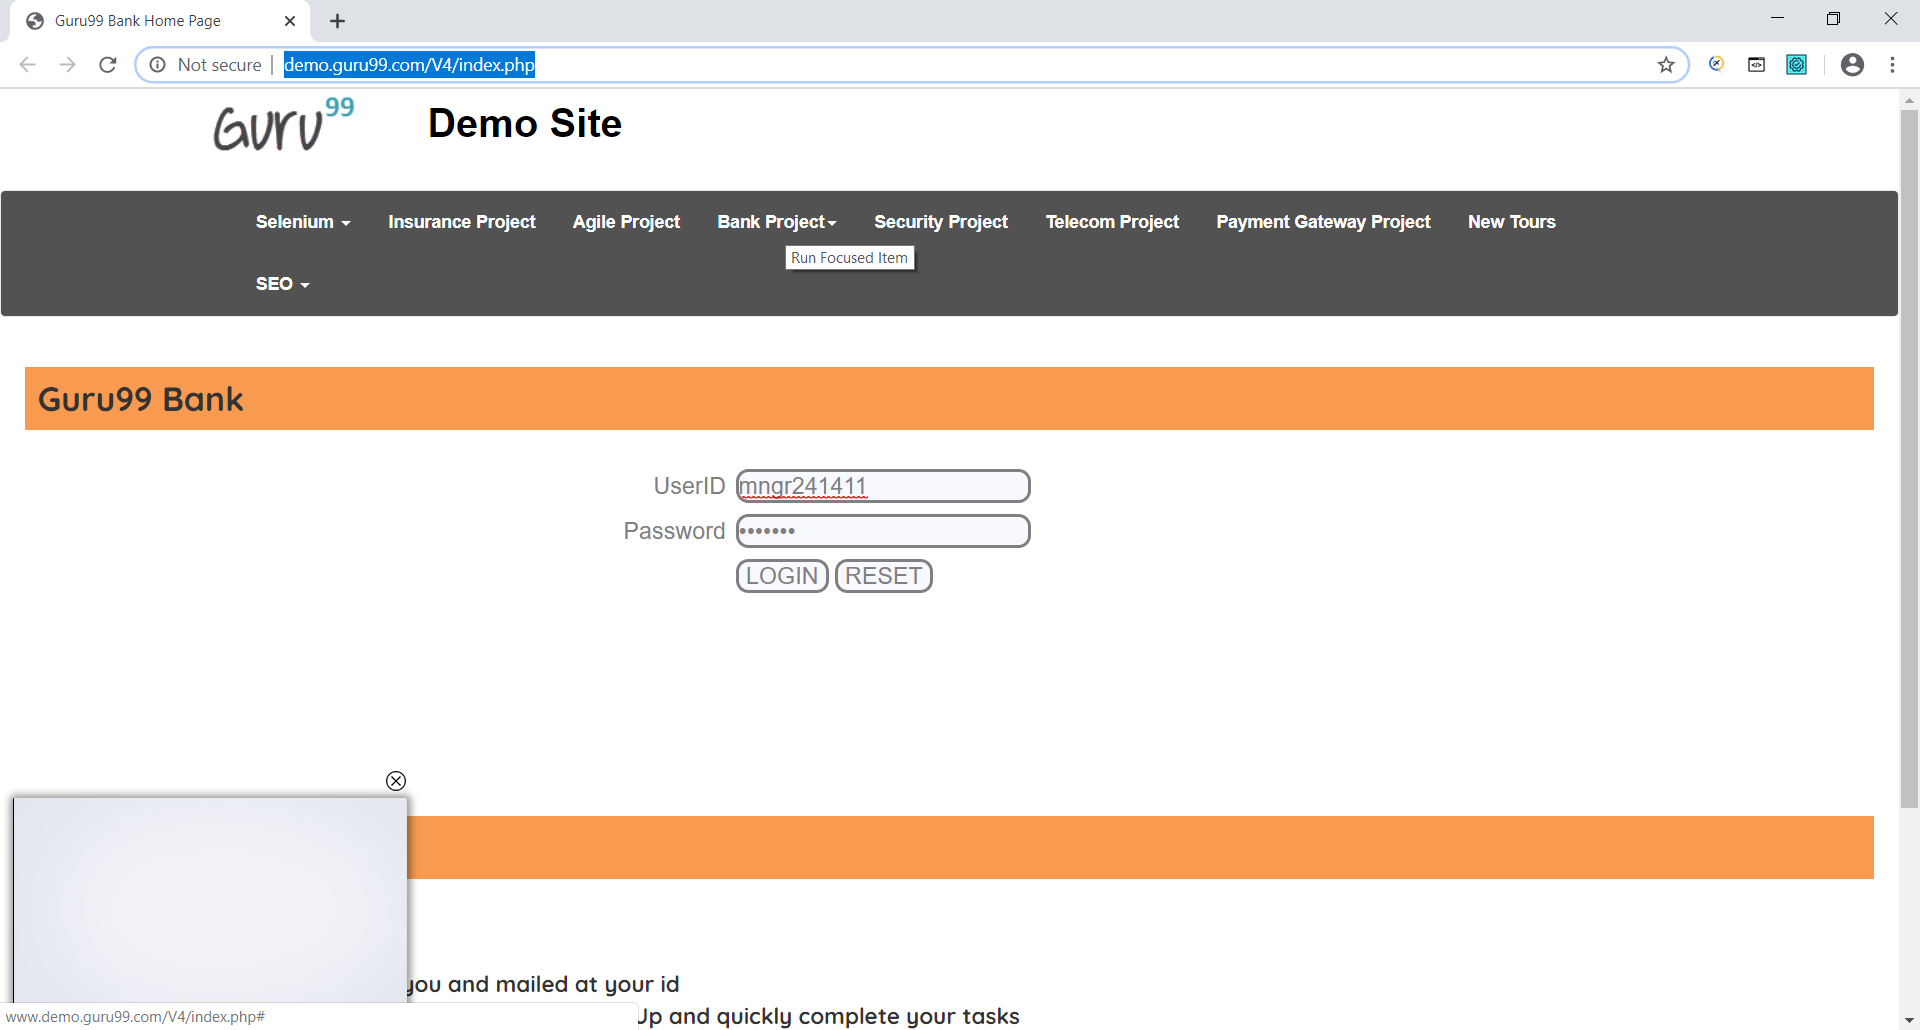 Guru99 Bank Home Page
Not secure
demo.guru99.com/V4/index.php
Guru99 Demo Site
Selenium Insurance Project Agile Project Bank Project Security Project Telecom Project Payment Gateway Project New Tours
Run Focused Item
SEO
Guru99 Bank
UserID mngr241411
Password •••••••
LOGIN RESET
you and mailed at your id
Up and quickly complete your tasks
www.demo.guru99.com/V4/index.php#